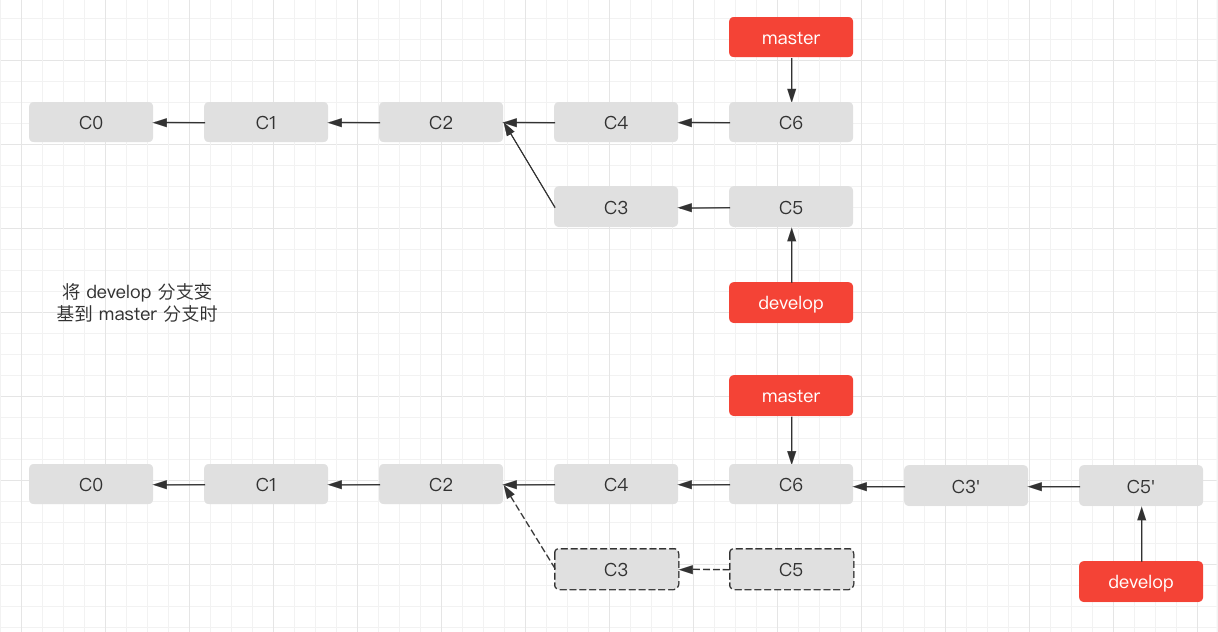 master
C0
C1
C2
C4
C6
C3
C5
将 develop 分支变
基到 master 分支时
develop
master
C0
C1
C2
C4
C6
C3'
C5'
C3
C5
develop